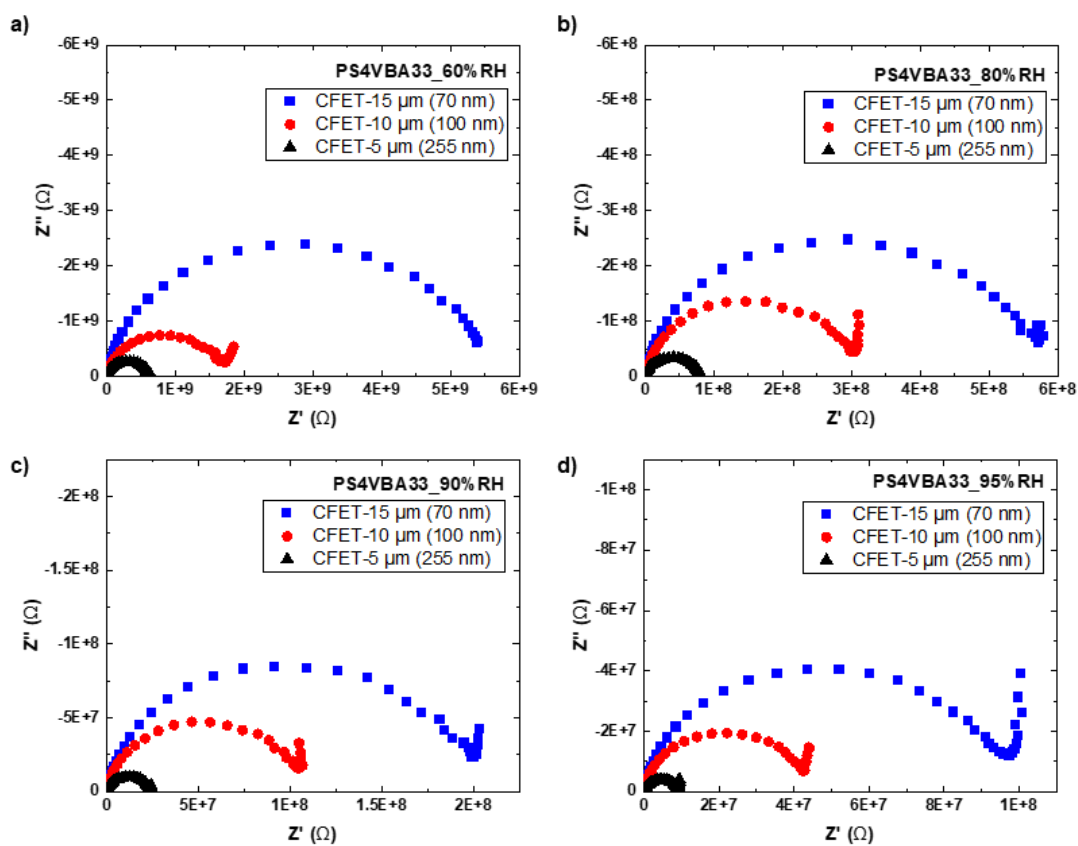 a)
-6E+9
-5E+9
-4E+9
-3E+9
-2E+9
-1E+9
0
Z'' (Ω)
PS4VBA33_60%RH
CFET-15 µm (70 nm)
CFET-10 µm (100 nm)
CFET-5 µm (255 nm)
0 1E+9 2E+9 3E+9 4E+9 5E+9 6E+9
Z' (Ω)
b)
-6E+8
-5E+8
-4E+8
-3E+8
-2E+8
-1E+8
0
Z'' (Ω)
PS4VBA33_80%RH
CFET-15 µm (70 nm)
CFET-10 µm (100 nm)
CFET-5 µm (255 nm)
0 1E+8 2E+8 3E+8 4E+8 5E+8 6E+8
Z' (Ω)
c)
-2E+8
-1.5E+8
-1E+8
-5E+7
0
Z'' (Ω)
PS4VBA33_90%RH
CFET-15 µm (70 nm)
CFET-10 µm (100 nm)
CFET-5 µm (255 nm)
0 5E+7 1E+8 1.5E+8 2E+8
Z' (Ω)
d)
-1E+8
-8E+7
-6E+7
-4E+7
-2E+7
0
Z'' (Ω)
PS4VBA33_95%RH
CFET-15 µm (70 nm)
CFET-10 µm (100 nm)
CFET-5 µm (255 nm)
0 2E+7 4E+7 6E+7 8E+7 1E+8
Z' (Ω)